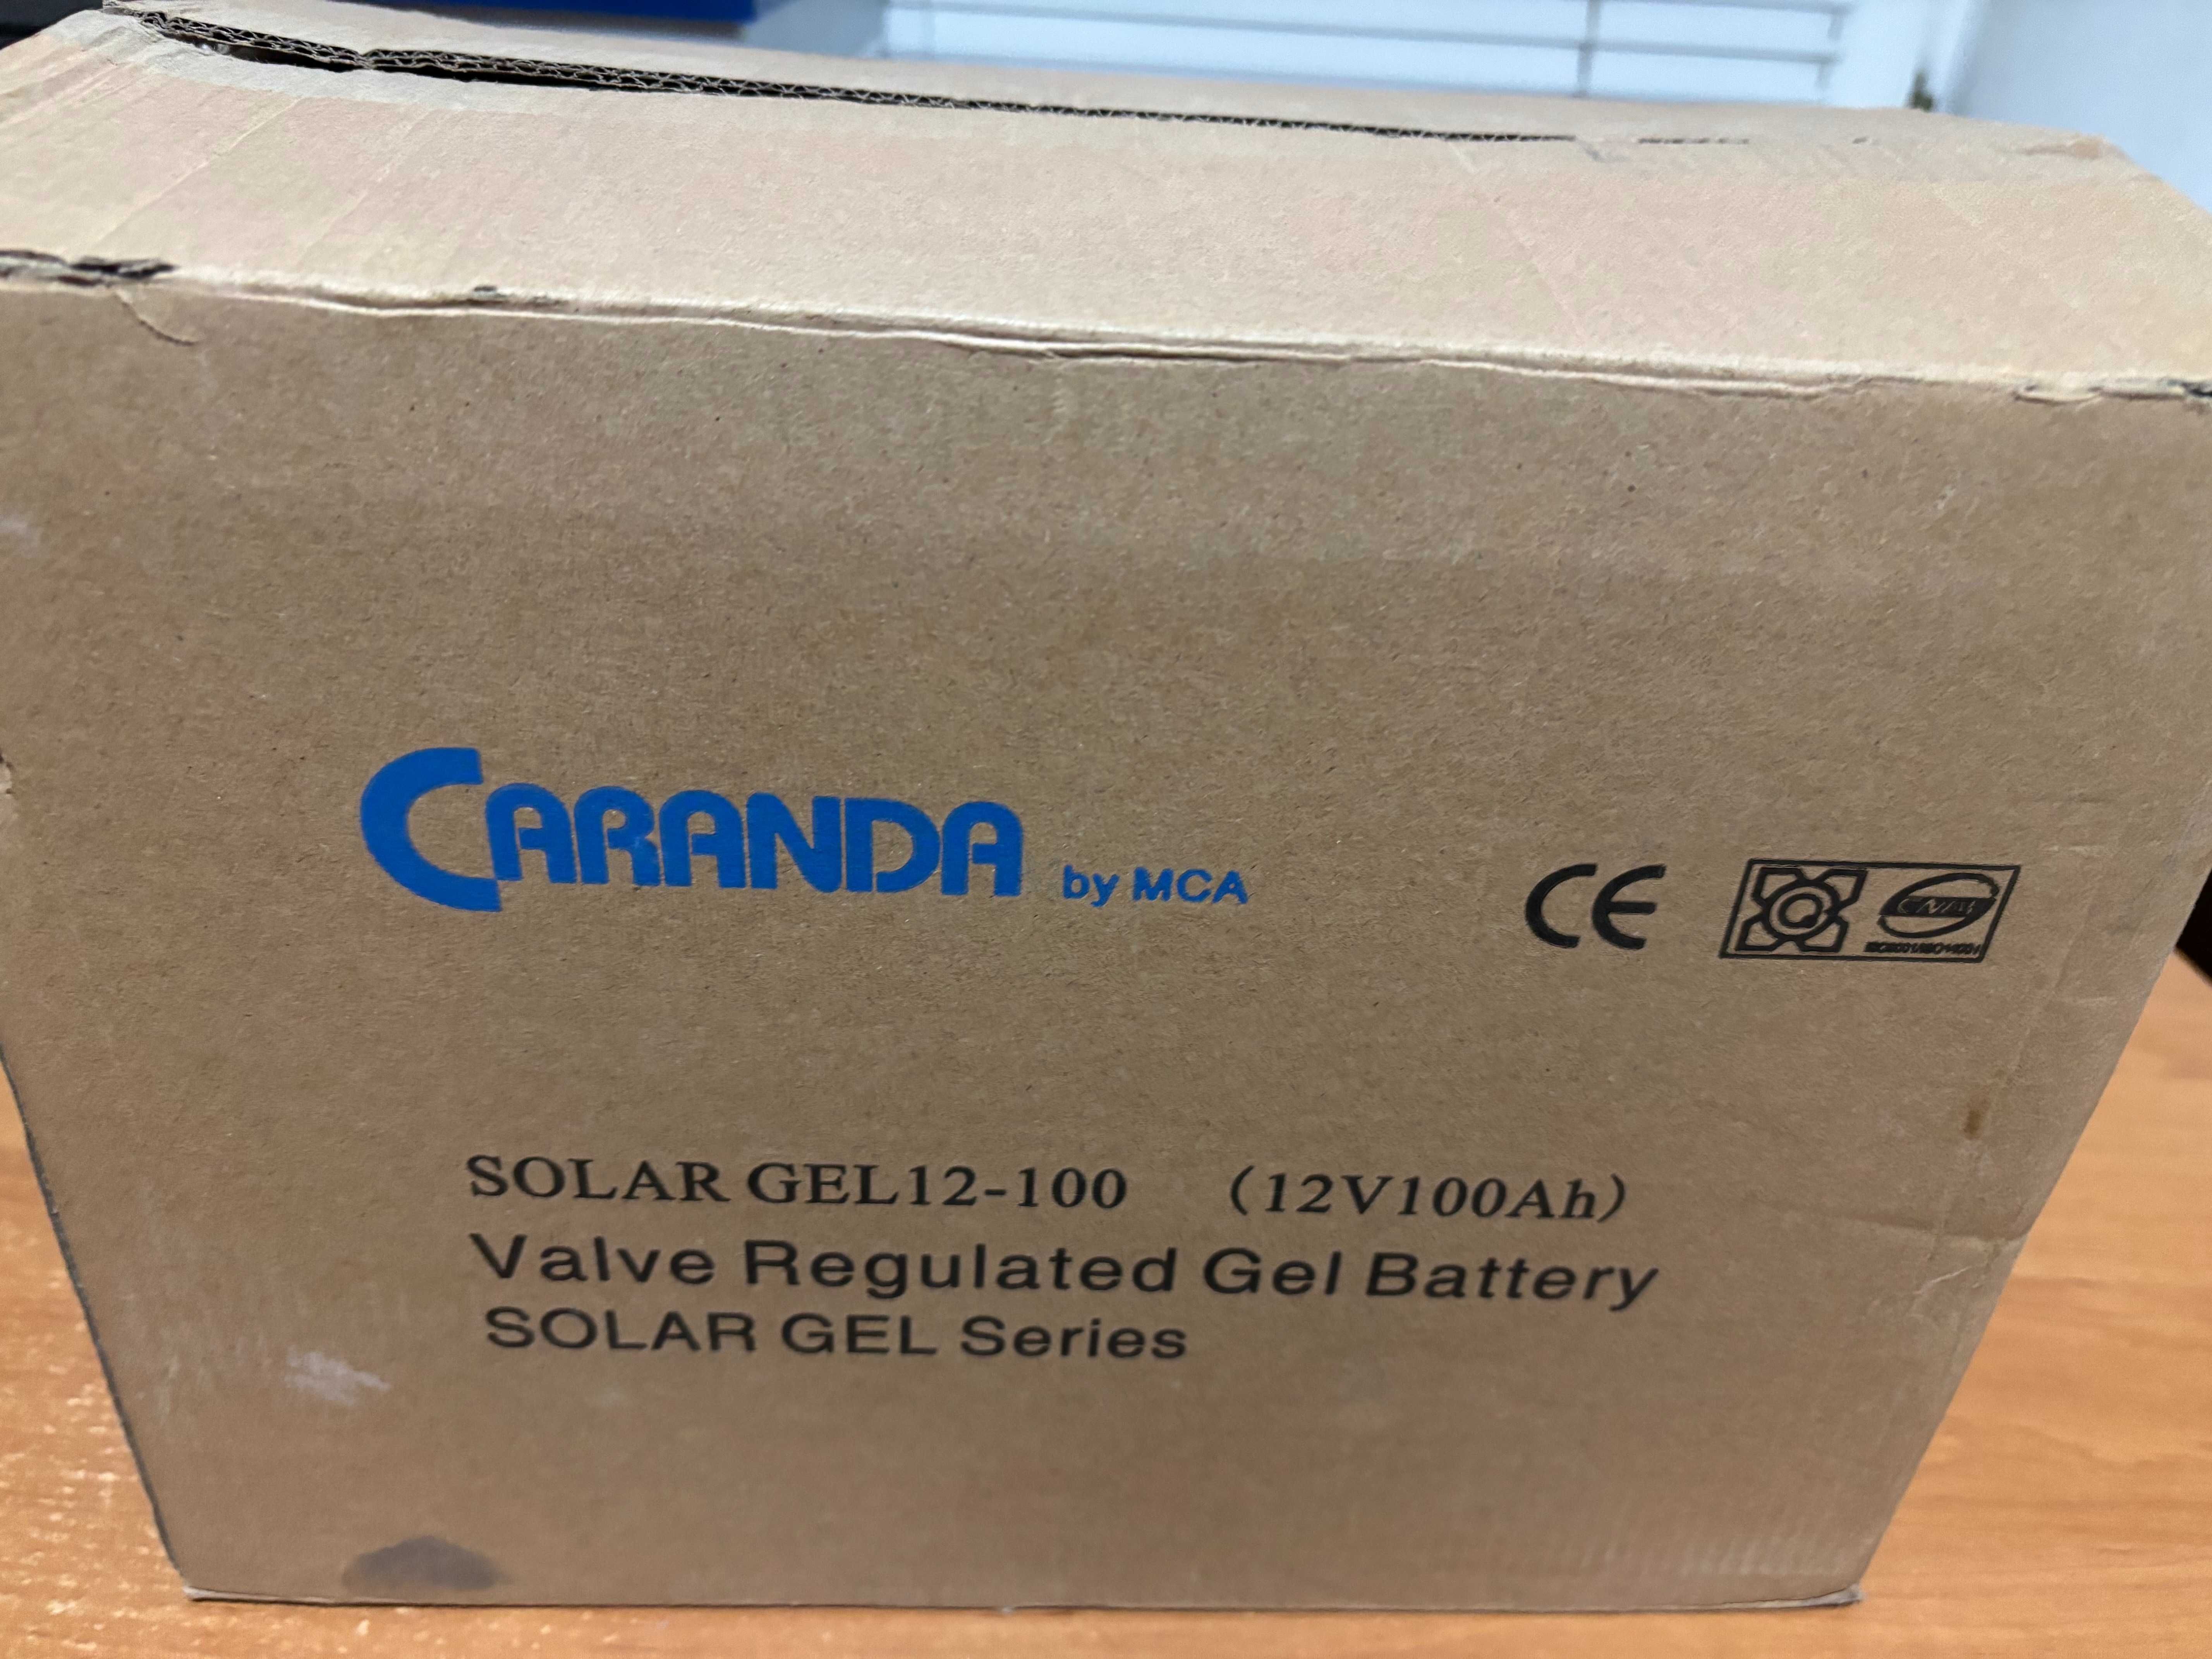 CARANDA by MCA
CE
SOLAR GEL12-100 (12V100Ah)
Valve Regulated Gel Battery
SOLAR GEL Series